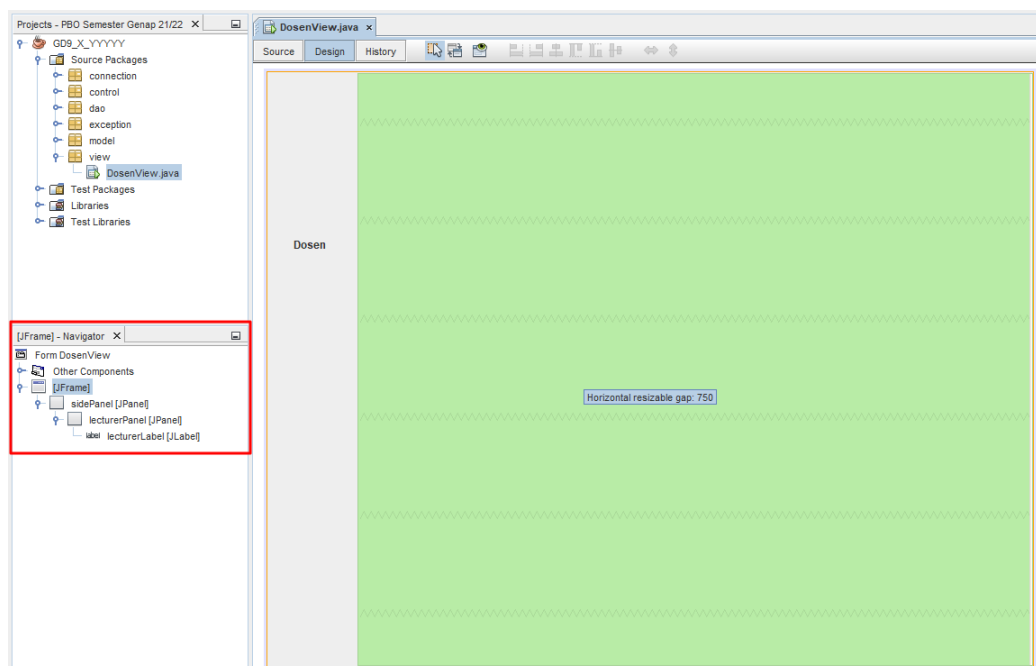 Projects - PBO Semester Genap 21/22
GD9_X_YYYYY
Source Packages
connection
control
dao
exception
model
view
DosenView.java
Test Packages
Libraries
Test Libraries
[JFrame] - Navigator
Form DosenView
Other Components
[JFrame]
sidePanel [JPanel]
lecturerPanel [JPanel]
label lecturerLabel [JLabel]
DosenView.java
Source Design History
Dosen
Horizontal resizable gap: 750